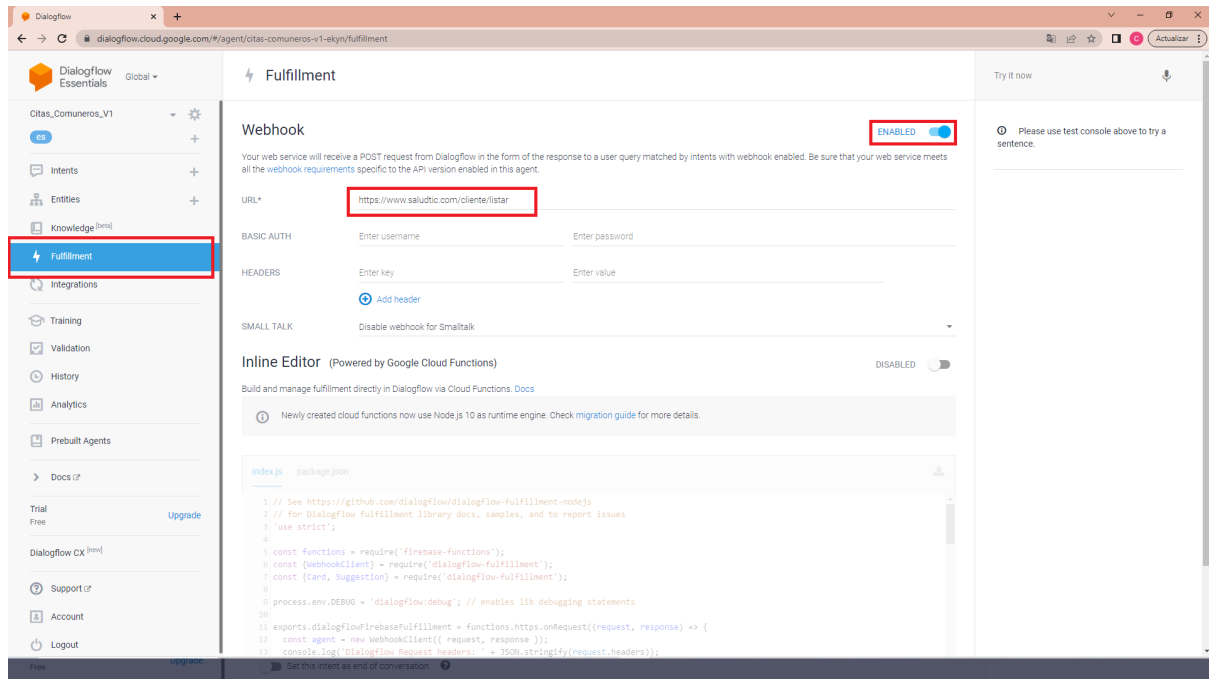 Dialogflow
dialogflow.cloud.google.com/#/agent/citas-comuneros-v1-ekyn/fulfillment
C
Actualizar
Dialogflow
Essentials
Global
Citas_Comuneros_V1
es
Intents
Entities
Knowledge [beta]
Fulfillment
Integrations
Training
Validation
History
Analytics
Prebuilt Agents
Docs
Trial
Free
Upgrade
Dialogflow CX [new]
Support
Account
Logout
Free
Upgrade
Fulfillment
Webhook
ENABLED
Your web service will receive a POST request from Dialogflow in the form of the response to a user query matched by intents with webhook enabled. Be sure that your web service meets
all the webhook requirements specific to the API version enabled in this agent.
URL*
https://www.saludtic.com/cliente/listar
BASIC AUTH
Enter username
Enter password
HEADERS
Enter key
Enter value
Add header
SMALL TALK
Disable webhook for Smalltalk
Inline Editor (Powered by Google Cloud Functions)
DISABLED
Build and manage fulfillment directly in Dialogflow via Cloud Functions. Docs
Newly created cloud functions now use Node.js 10 as runtime engine. Check migration guide for more details.
index.js package.json
1 // See https://github.com/dialogflow/dialogflow-fulfillment-nodejs
2 // for Dialogflow fulfillment library docs, samples, and to report issues
3 'use strict';
4
5 const functions = require('firebase-functions');
6 const {WebhookClient} = require('dialogflow-fulfillment');
7 const {Card, Suggestion} = require('dialogflow-fulfillment');
8
9 process.env.DEBUG = 'dialogflow:debug'; // enables lib debugging statements
10
11 exports.dialogflowFirebaseFulfillment = functions.https.onRequest((request, response) => {
12 const agent = new WebhookClient({ request, response });
13 console.log('Dialogflow Request headers: ' + JSON.stringify(request.headers));
Set this intent as end of conversation
Try it now
Please use test console above to try a
sentence.